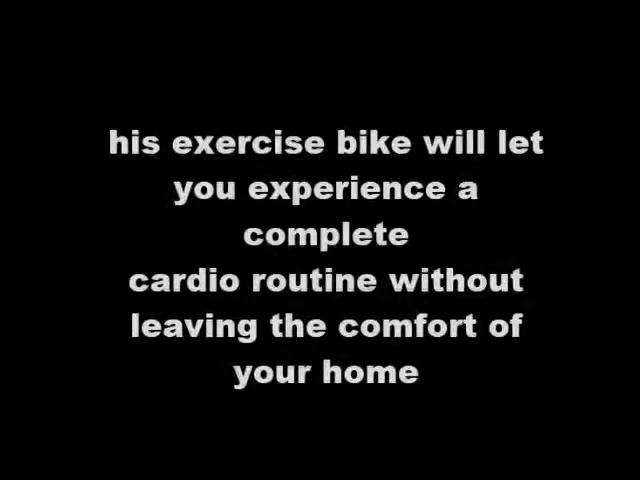 his exercise bike will let
you experience a
complete
cardio routine without
leaving the comfort of
your home